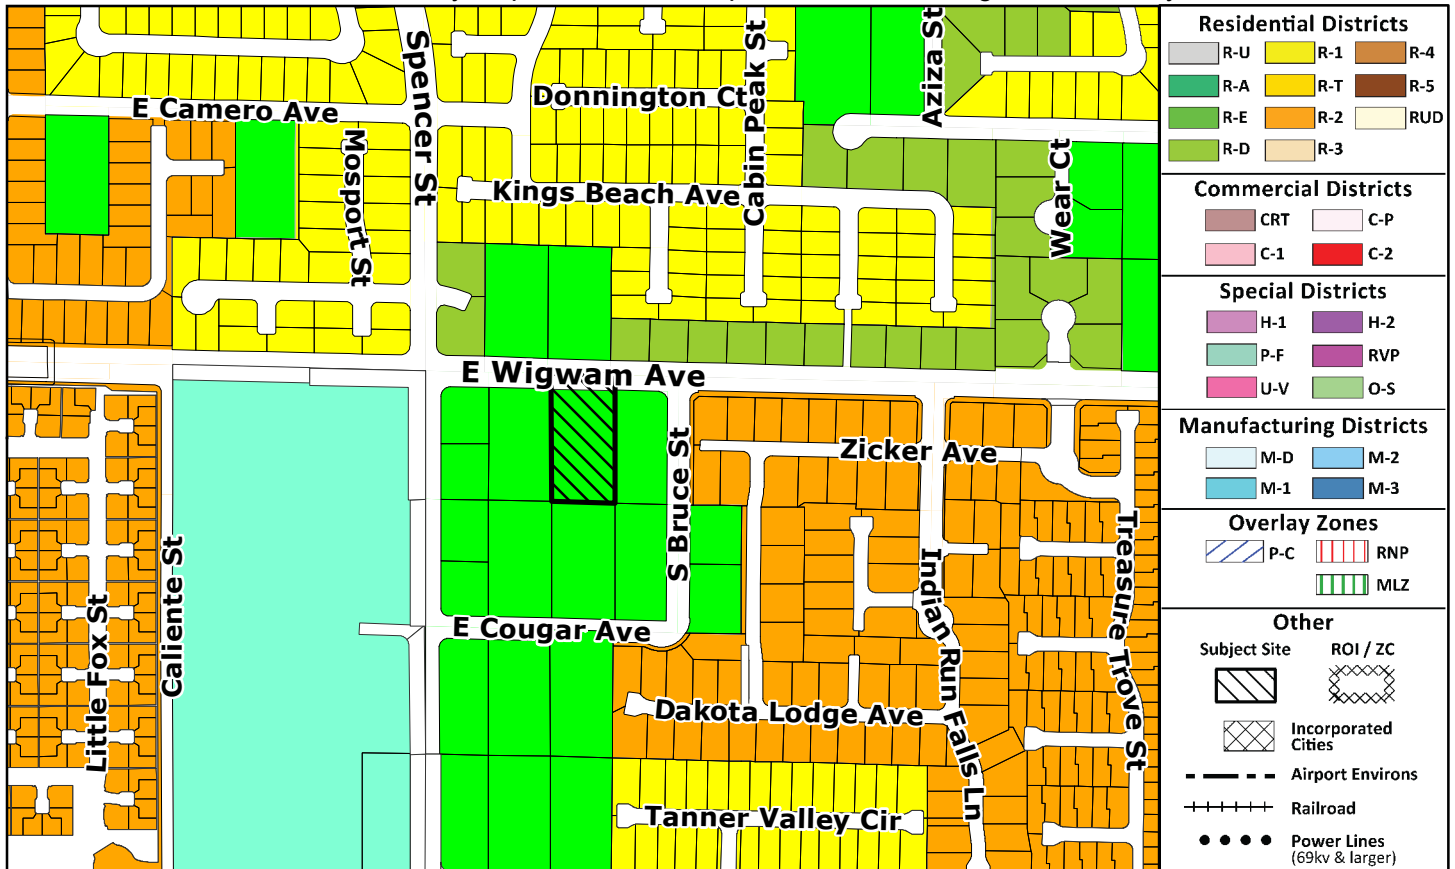 E Camero Ave
Spencer St
Mosport St
Donnington Ct
Cabin Peak St
Aziza St
Kings Beach Ave
Wear Ct
E Wigwam Ave
S Bruce St
Zicker Ave
Caliente St
Little Fox St
E Cougar Ave
Indian Run Falls Ln
Treasure Trove St
Dakota Lodge Ave
Tanner Valley Cir
Residential Districts
R-U R-1 R-4
R-A R-T R-5
R-E R-2 RUD
R-D R-3
Commercial Districts
CRT C-P
C-1 C-2
Special Districts
H-1 H-2
P-F RVP
U-V O-S
Manufacturing Districts
M-D M-2
M-1 M-3
Overlay Zones
P-C RNP
MLZ
Other
Subject Site ROI / ZC
Incorporated
Cities
Airport Environs
Railroad
Power Lines
(69kv & larger)